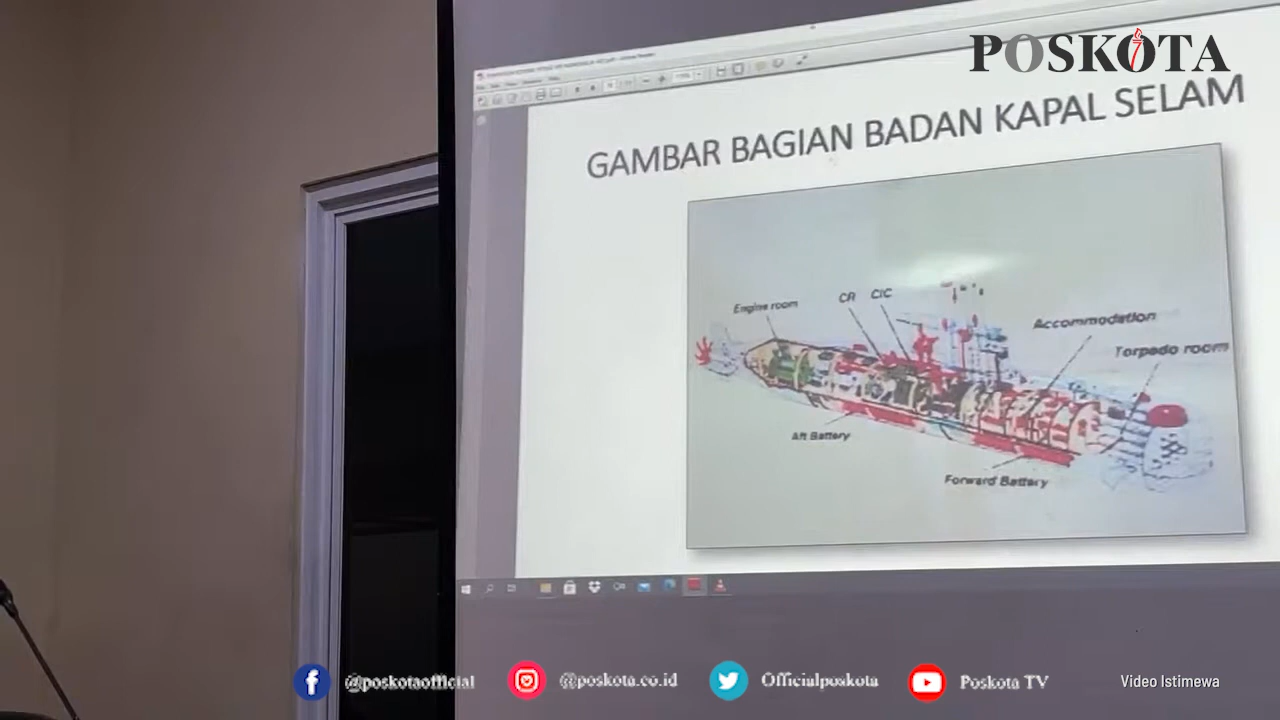 POSKOTA
GAMBAR BAGIAN BADAN KAPAL SELAM
Engine room
CR
CIC
Accommodation
Torpedo room
Aft Battery
Forward Battery
@poskotaofficial
@poskota.co.id
Officialposkota
Poskota TV
Video Istimewa